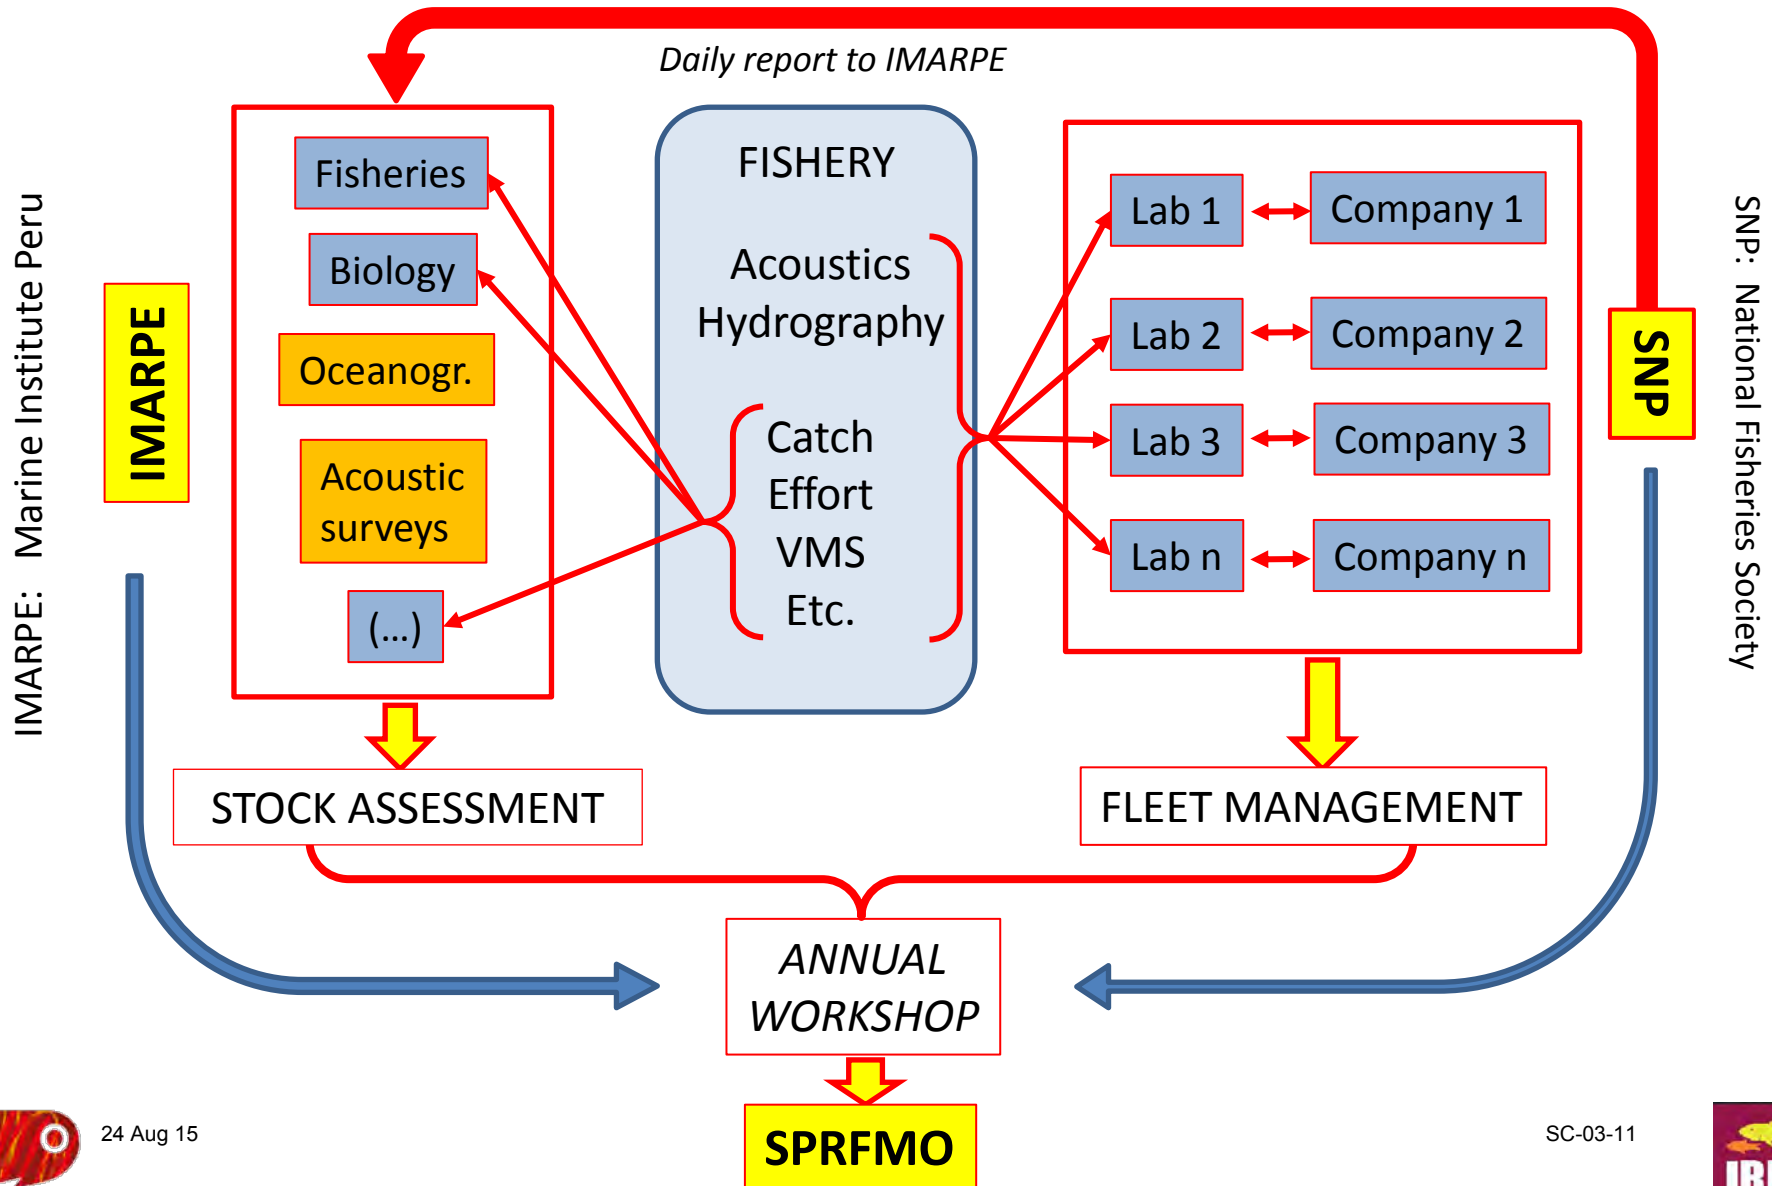 Daily report to IMARPE
IMARPE:  Marine Institute Peru
IMARPE
Fisheries
Biology
Oceanogr.
Acoustic
surveys
(...)
FISHERY
Acoustics
Hydrography
Catch
Effort
VMS
Etc.
Lab 1
Company 1
Lab 2
Company 2
Lab 3
Company 3
Lab n
Company n
SNP
SNP:  National Fisheries Society
STOCK ASSESSMENT
FLEET MANAGEMENT
ANNUAL
WORKSHOP
SPRFMO
24 Aug 15
SC-03-11